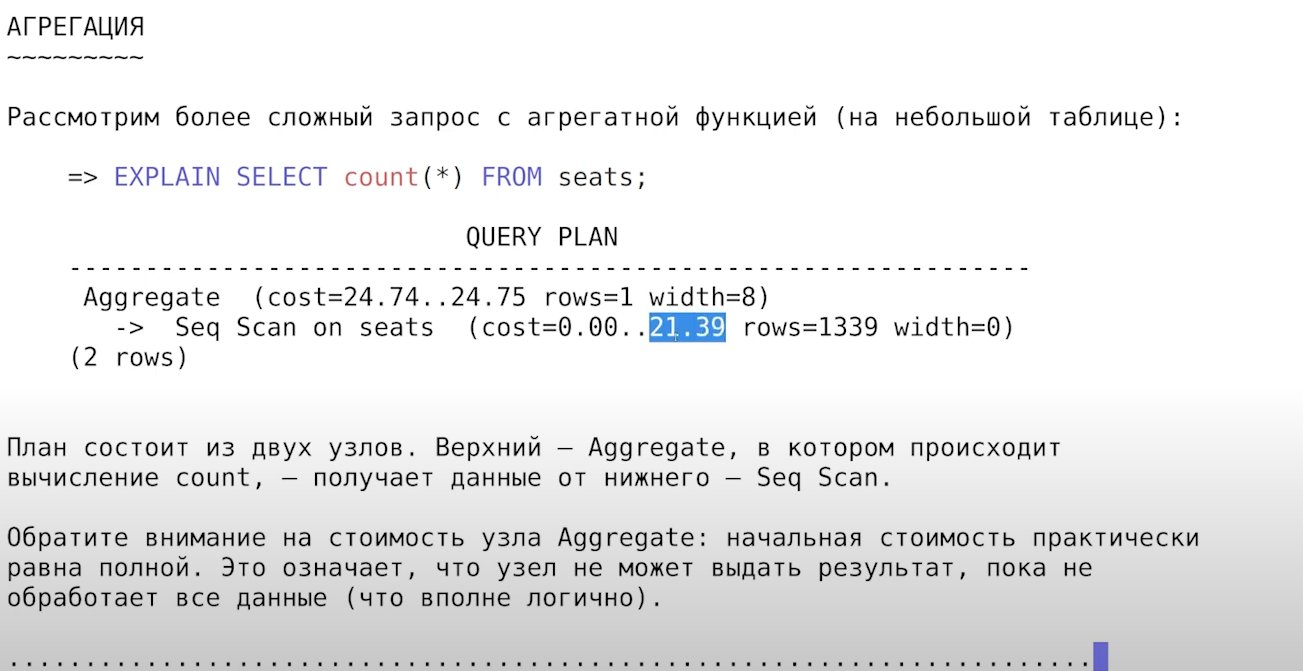 АГРЕГАЦИЯ
~~~~~~~~~
Рассмотрим более сложный запрос с агрегатной функцией (на небольшой таблице):
=> EXPLAIN SELECT count(*) FROM seats;
QUERY PLAN
---------------------------------------------------------------
Aggregate  (cost=24.74..24.75 rows=1 width=8)
->  Seq Scan on seats  (cost=0.00..21.39 rows=1339 width=0)
(2 rows)
План состоит из двух узлов. Верхний — Aggregate, в котором происходит
вычисление count, — получает данные от нижнего — Seq Scan.
Обратите внимание на стоимость узла Aggregate: начальная стоимость практически
равна полной. Это означает, что узел не может выдать результат, пока не
обработает все данные (что вполне логично).
.......................................................................